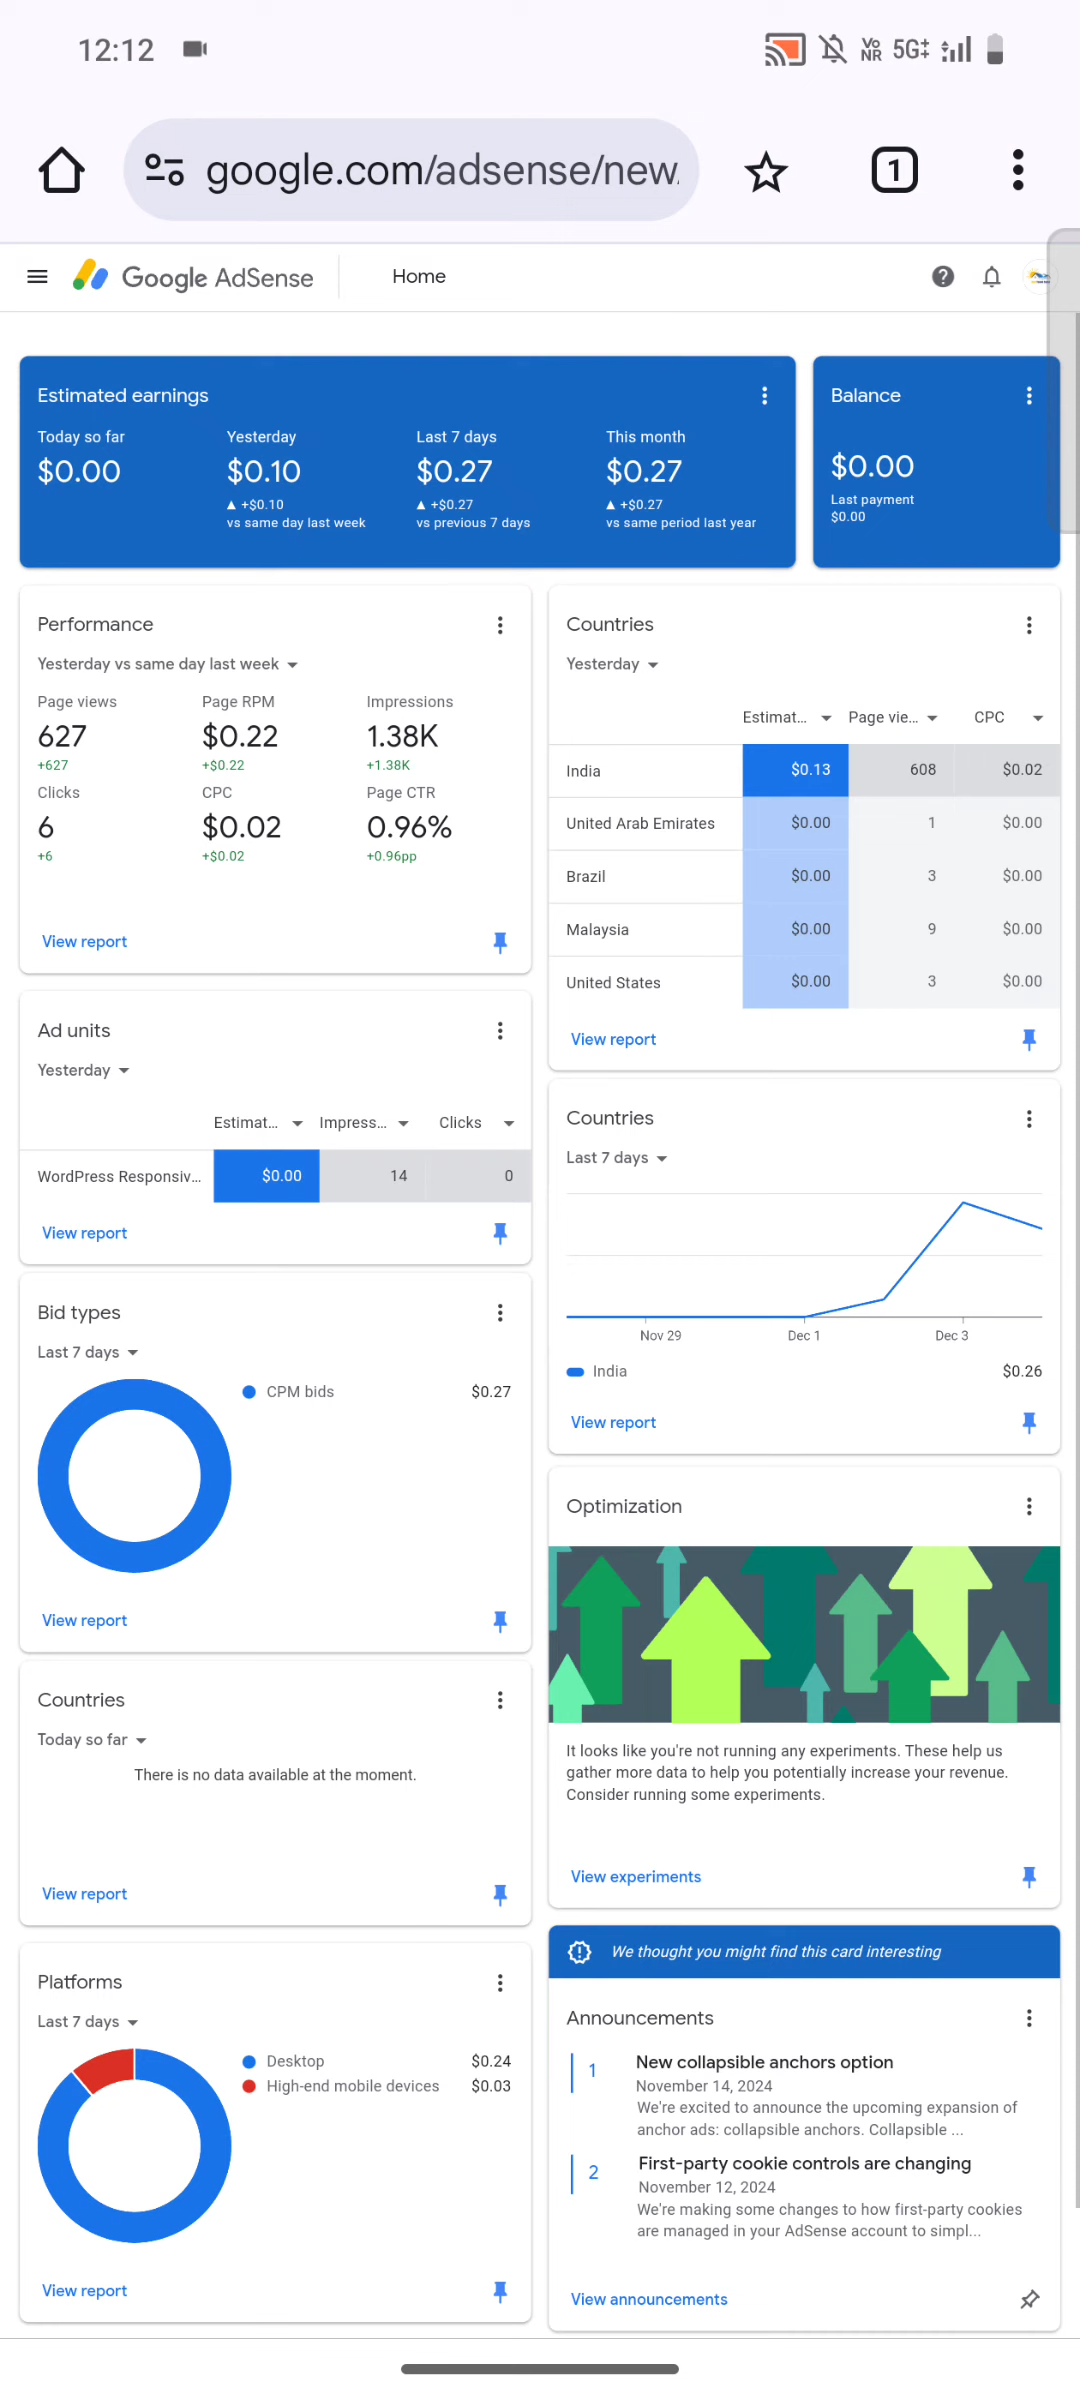 12:12
Vo NR 5G
google.com/adsense/new
1
Google AdSense
Home
Estimated earnings
Today so far
$0.00
Yesterday
$0.10
+$0.10
vs same day last week
Last 7 days
$0.27
+$0.27
vs previous 7 days
This month
$0.27
+$0.27
vs same period last year
Balance
$0.00
Last payment
$0.00
Performance
Yesterday vs same day last week
Page views
627
+627
Page RPM
$0.22
+$0.22
Impressions
1.38K
+1.38K
Clicks
6
+6
CPC
$0.02
+$0.02
Page CTR
0.96%
+0.96pp
View report
Countries
Yesterday
Estimat... Page vie... CPC
India $0.13 608 $0.02
United Arab Emirates $0.00 1 $0.00
Brazil $0.00 3 $0.00
Malaysia $0.00 9 $0.00
United States $0.00 3 $0.00
View report
Ad units
Yesterday
Estimat... Impress... Clicks
WordPress Responsiv... $0.00 14 0
View report
Countries
Last 7 days
Nov 29 Dec 1 Dec 3
India $0.26
View report
Bid types
Last 7 days
CPM bids $0.27
View report
Optimization
It looks like you're not running any experiments. These help us
gather more data to help you potentially increase your revenue.
Consider running some experiments.
View experiments
Countries
Today so far
There is no data available at the moment.
View report
Platforms
Last 7 days
Desktop $0.24
High-end mobile devices $0.03
View report
We thought you might find this card interesting
Announcements
1
New collapsible anchors option
November 14, 2024
We're excited to announce the upcoming expansion of
anchor ads: collapsible anchors. Collapsible ...
2
First-party cookie controls are changing
November 12, 2024
We're making some changes to how first-party cookies
are managed in your AdSense account to simpl...
View announcements